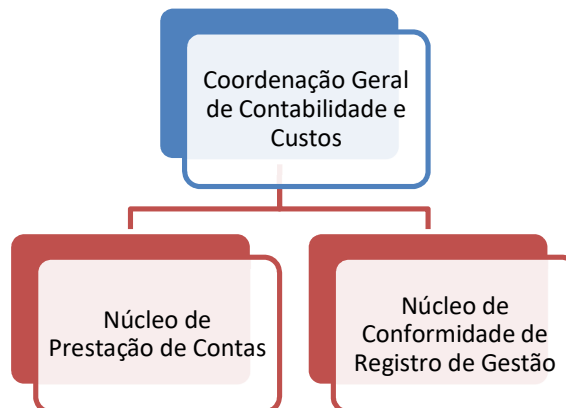 Coordenação Geral
de Contabilidade e
Custos
Núcleo de
Prestação de Contas
Núcleo de
Conformidade de
Registro de Gestão